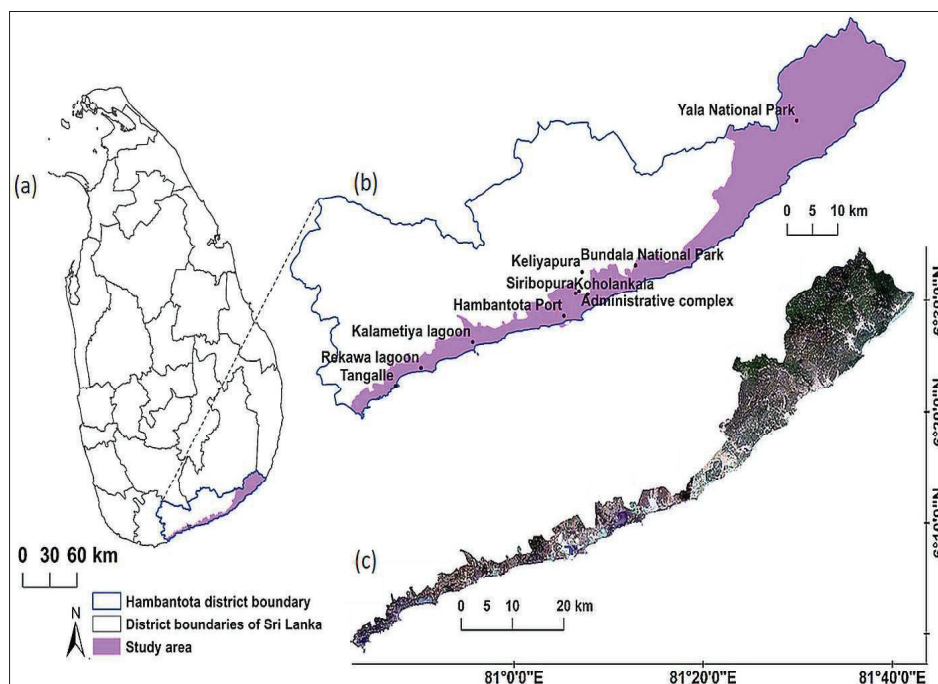 (a)
(b)
Yala National Park
0 5 10 km
Keliyapura
Bundala National Park
Siribopura
Koholankala
Administrative complex
Hambantota Port
Kalametiya lagoon
Rekawa lagoon
Tangalle
0 30 60 km
(c)
0 5 10 20 km
N
Hambantota district boundary
District boundaries of Sri Lanka
Study area
81°0'0"E
81°20'0"E
81°40'0"E